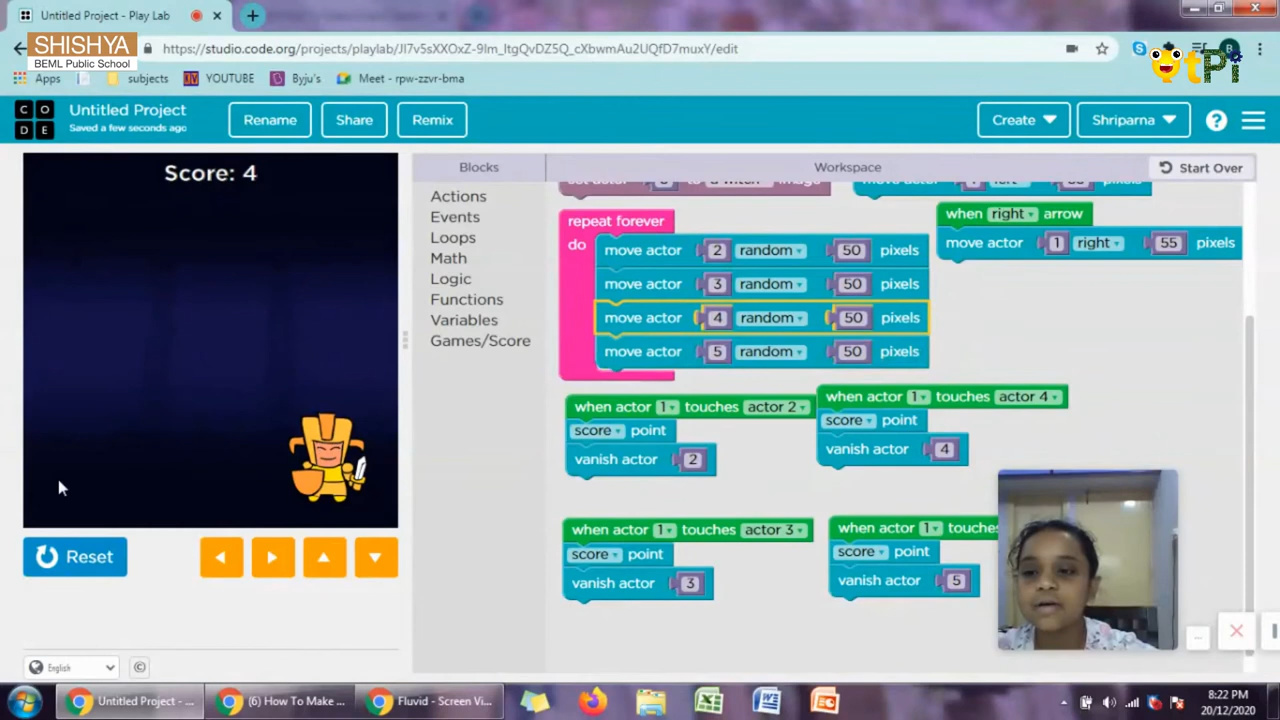 Untitled Project - Play Lab
SHISHYA
BEML Public School
https://studio.code.org/projects/playlab/JI7v5sXXOxZ-9lm_ltgQvDZ5Q_cXbwmAu2UQfD7muxY/edit
B
tPi
Apps subjects YOUTUBE Byju's Meet - rpw-zzvr-bma
C O D E
Untitled Project
Saved a few seconds ago
Rename Share Remix Create Shriparna ?
Score: 4
Blocks Workspace Start Over
Actions
Events
Loops
Math
Logic
Functions
Variables
Games/Score
repeat forever
do
move actor 2 random 50 pixels
move actor 3 random 50 pixels
move actor 4 random 50 pixels
move actor 5 random 50 pixels
when right arrow
move actor 1 right 55 pixels
when actor 1 touches actor 2
score point
vanish actor 2
when actor 1 touches actor 4
score point
vanish actor 4
when actor 1 touches actor 3
score point
vanish actor 3
when actor 1 touches
score point
vanish actor 5
Reset
English ©
Untitled Project - ... (6) How To Make ... Fluvid - Screen Vi...
8:22 PM
20/12/2020